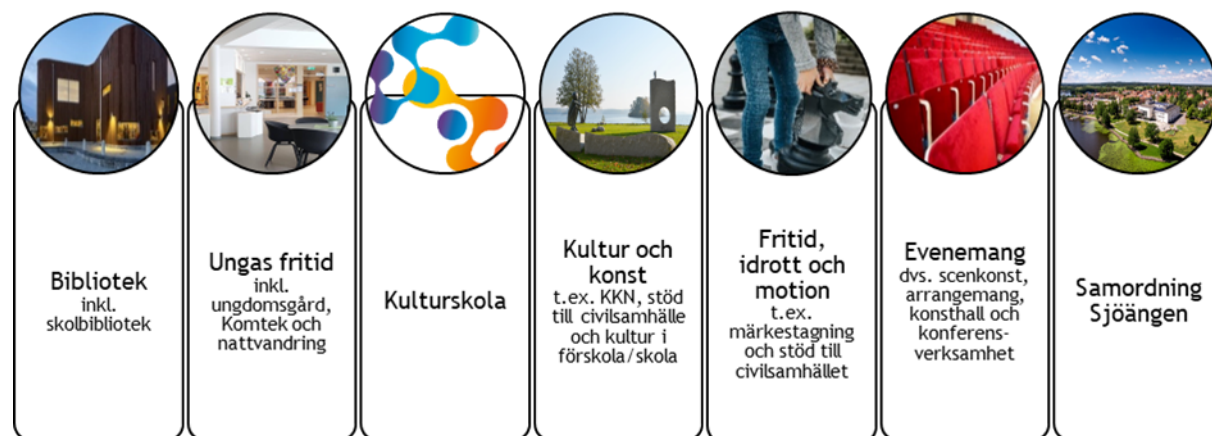 Bibliotek
inkl.
skolbibliotek
Ungas fritid
inkl.
ungdomsgård,
Komtek och
nattvandring
Kulturskola
Kultur och
konst
t.ex. KKN, stöd
till civilsamhälle
och kultur i
förskola/skola
Fritid,
idrott och
motion
t.ex.
märkestagning
och stöd till
civilsamhället
Evenemang
dvs. scenkonst,
arrangemang,
konsthall och
konferens-
verksamhet
Samordning
Sjöängen